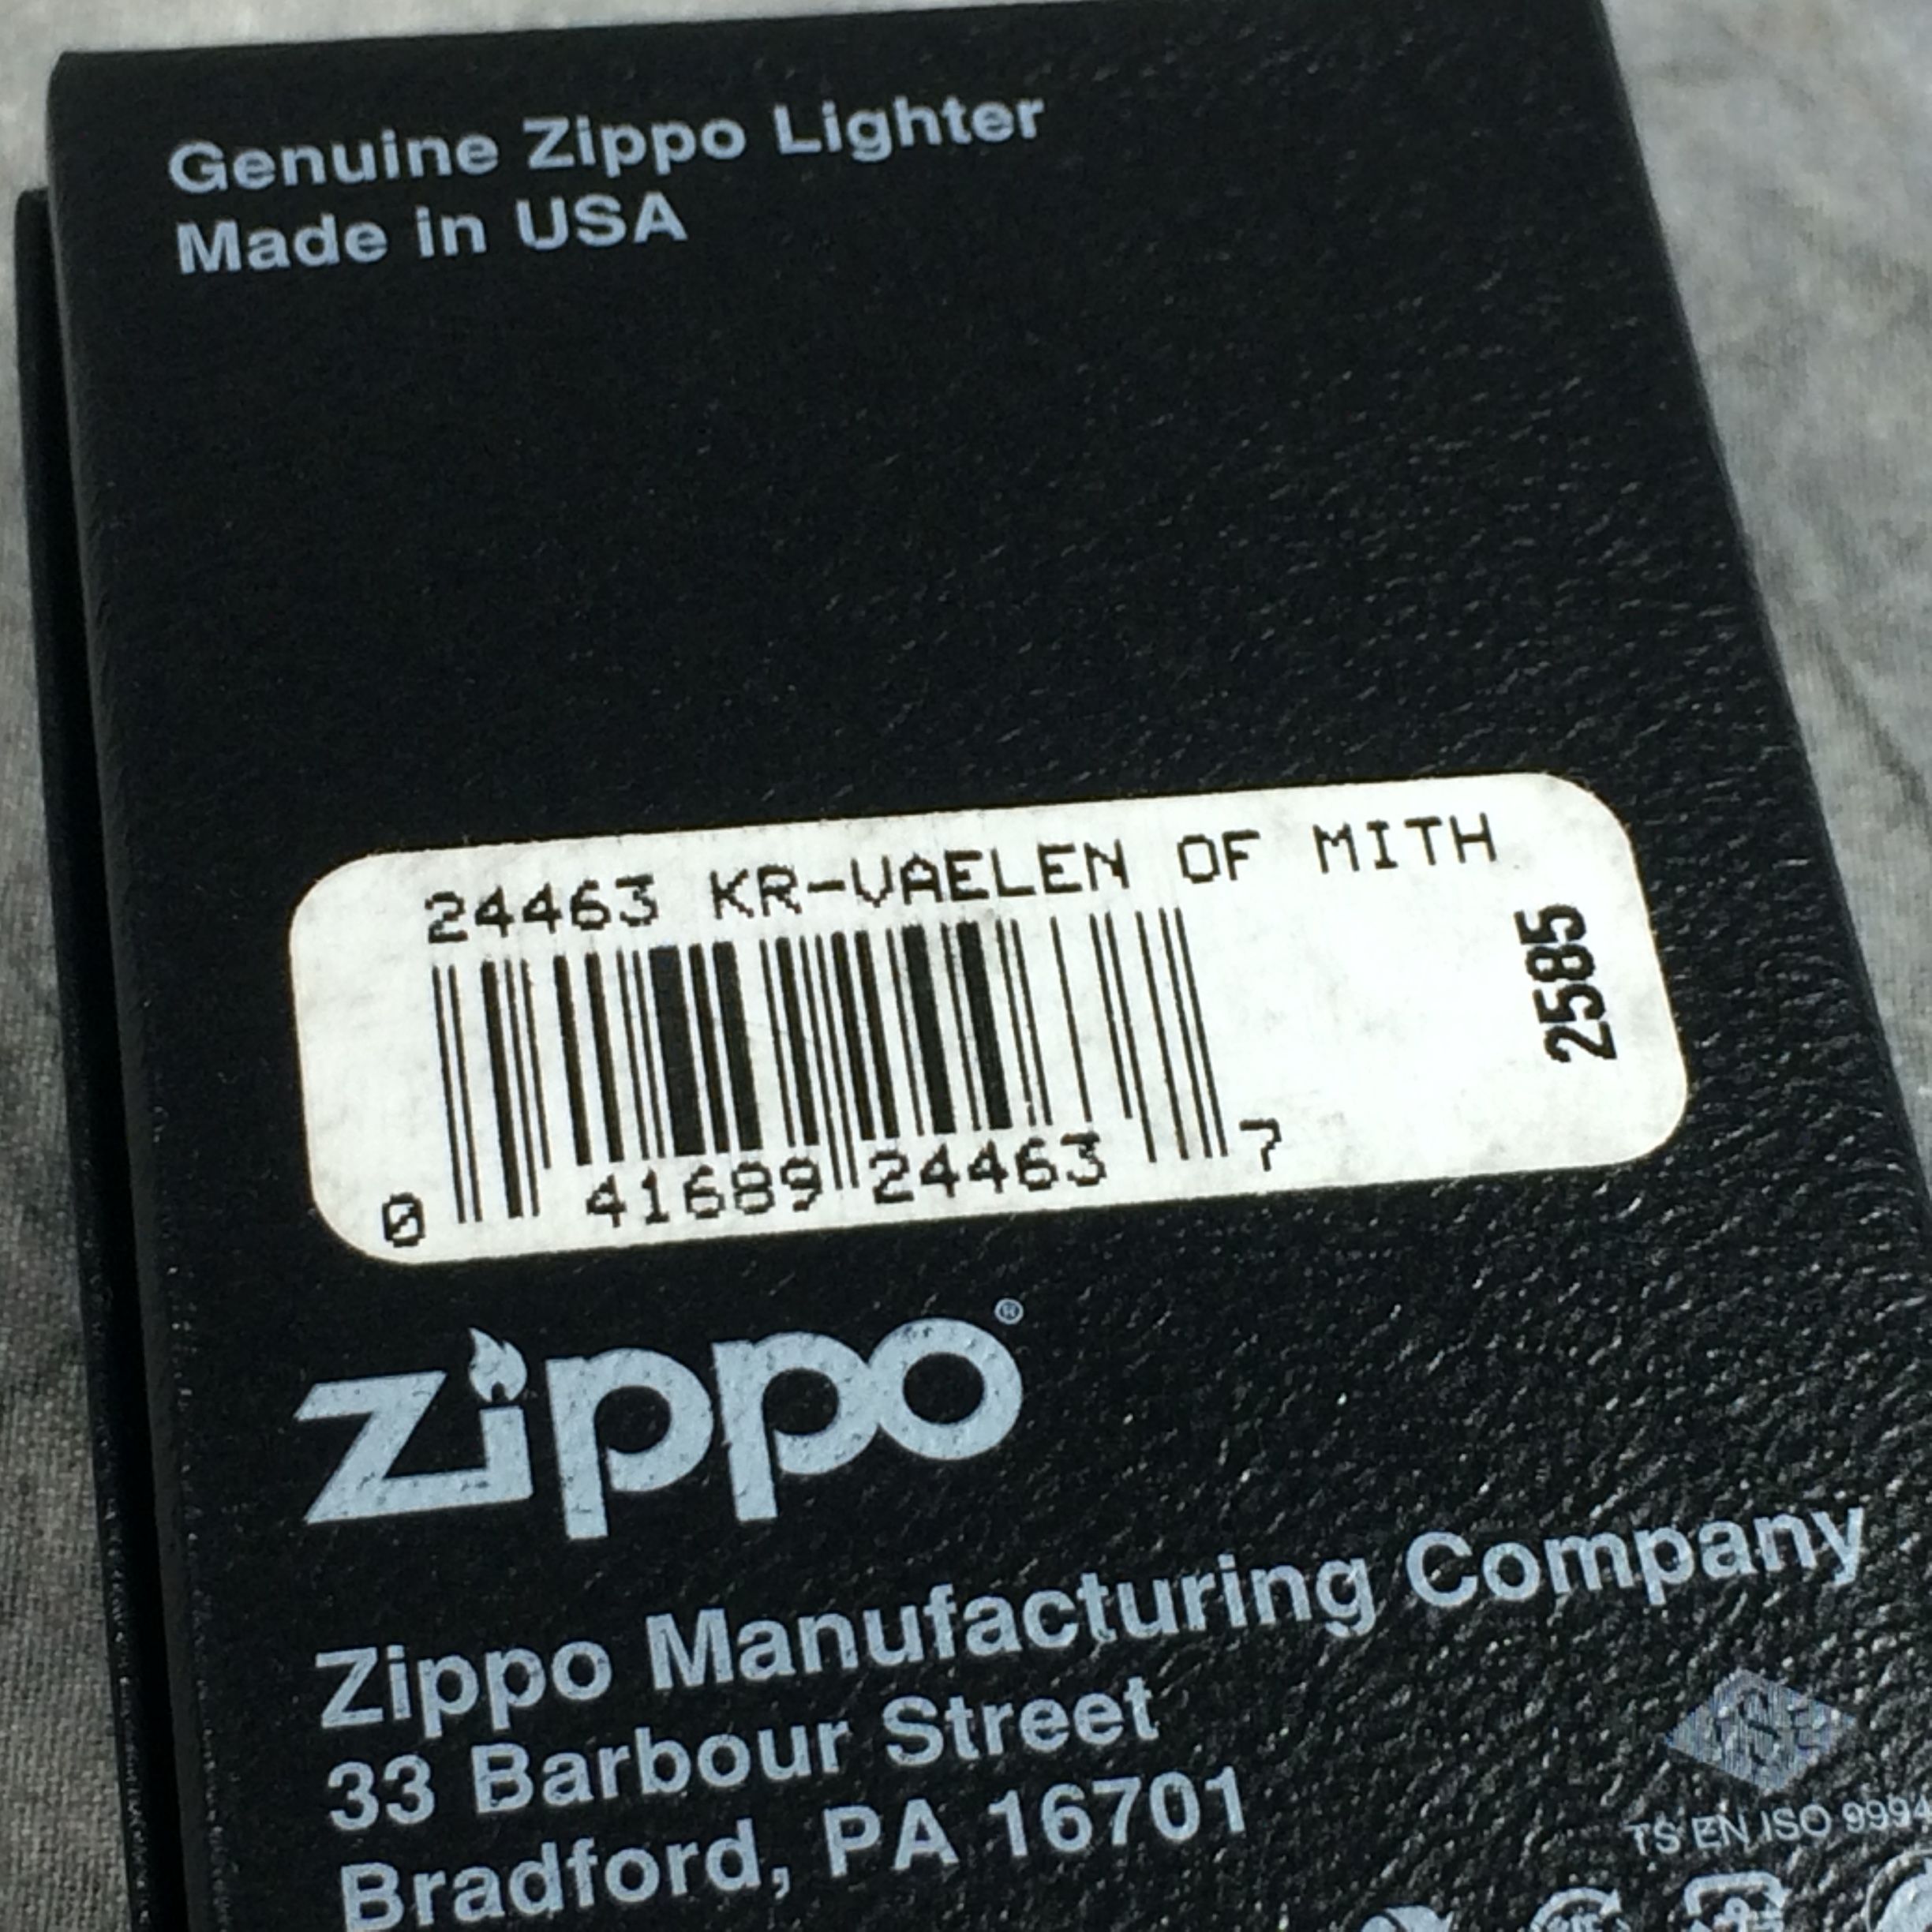 Genuine Zippo Lighter
Made in USA
24463 KR-VAELEN OF MITH
2585
0 41689 24463 7
zippo®
Zippo Manufacturing Company
33 Barbour Street
Bradford, PA 16701
TS EN ISO 9994